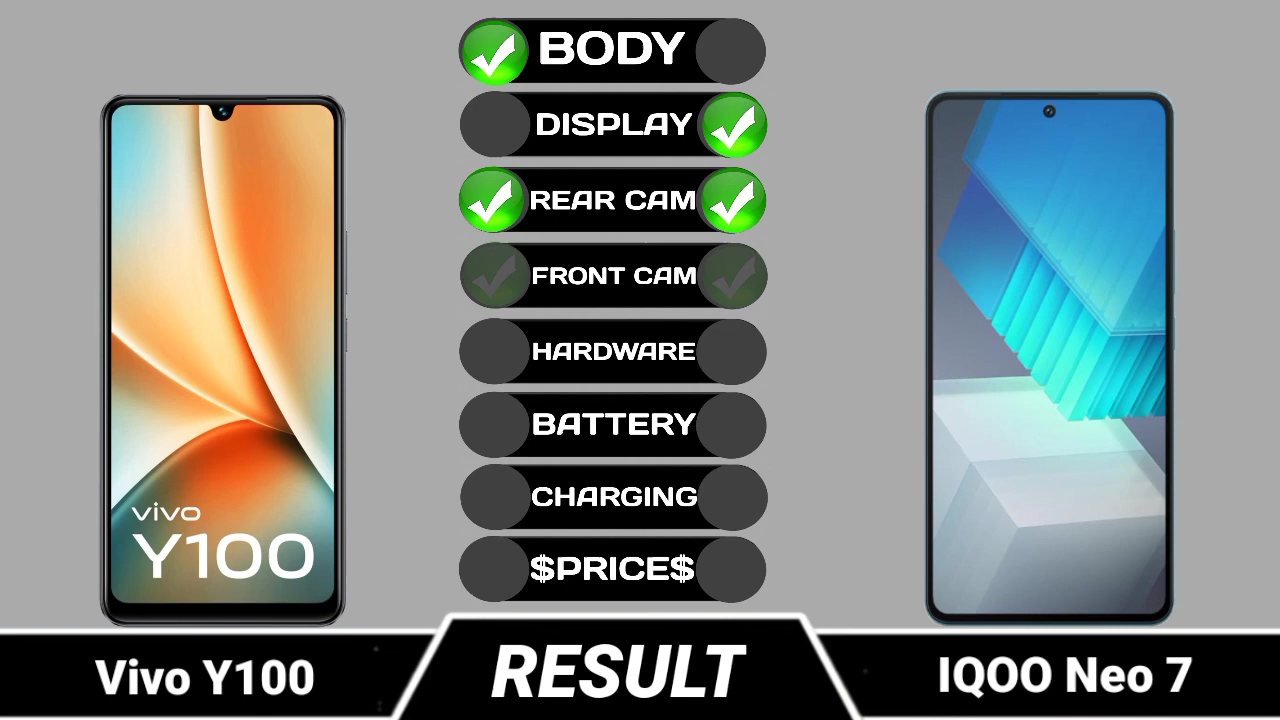 BODY
DISPLAY
REAR CAM
FRONT CAM
HARDWARE
BATTERY
CHARGING
$PRICE$
vivo
Y100
Vivo Y100
RESULT
IQOO Neo 7